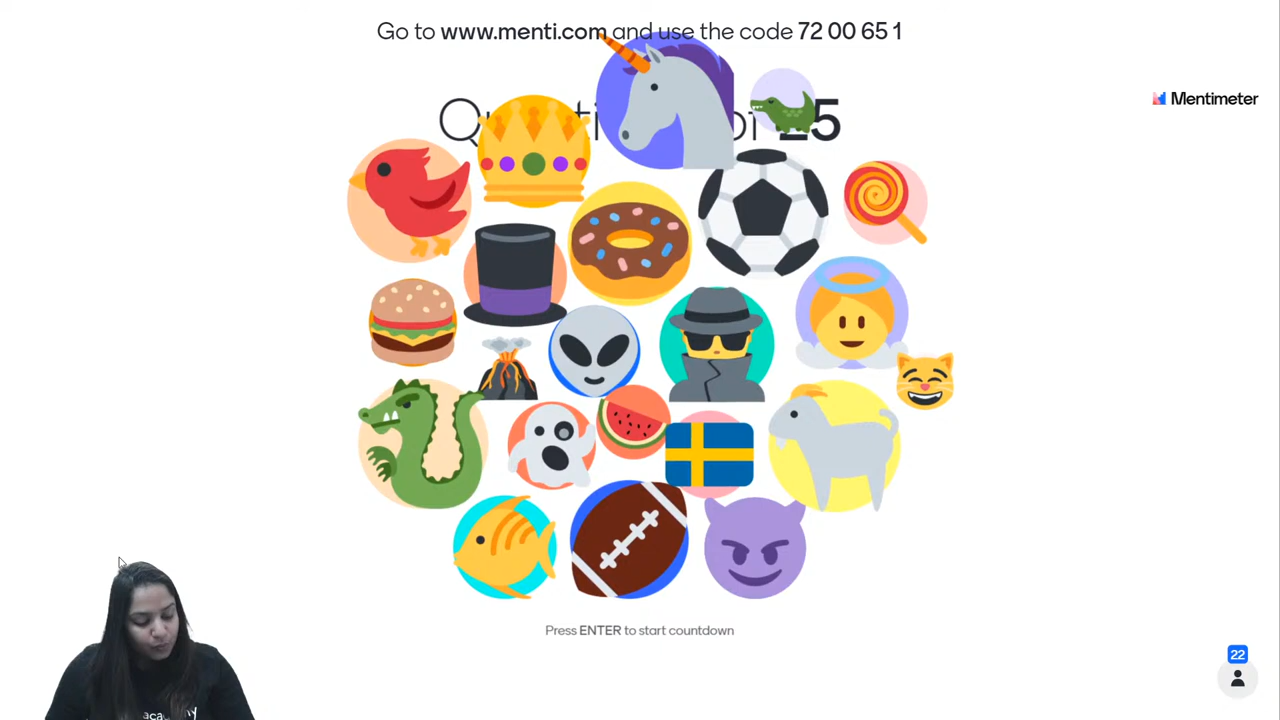 Go to www.menti.com and use the code 72 00 65 1
Mentimeter
Press ENTER to start countdown
22